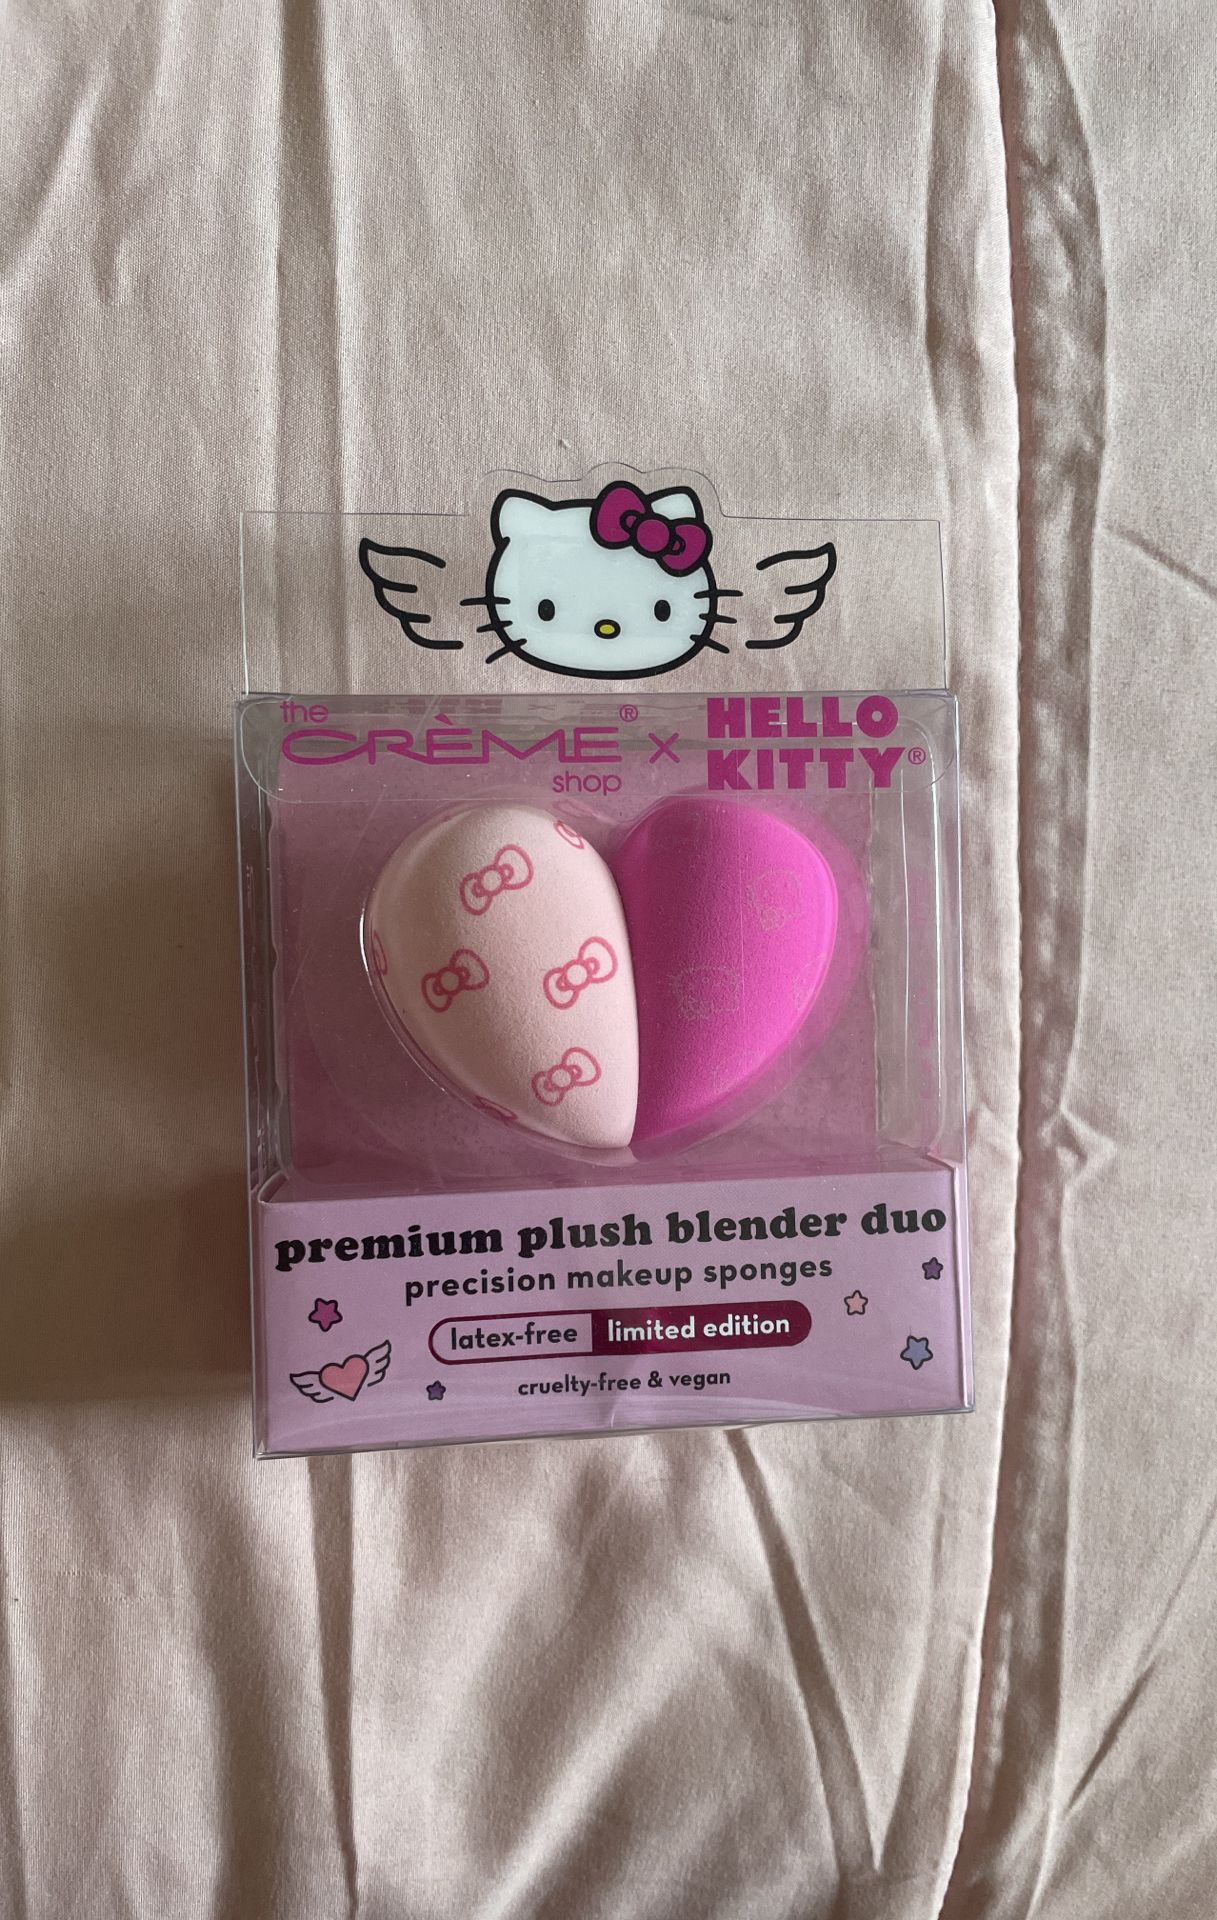 the
CRÈME® x HELLO
shop KITTY®
premium plush blender duo
precision makeup sponges
latex-free limited edition
cruelty-free & vegan